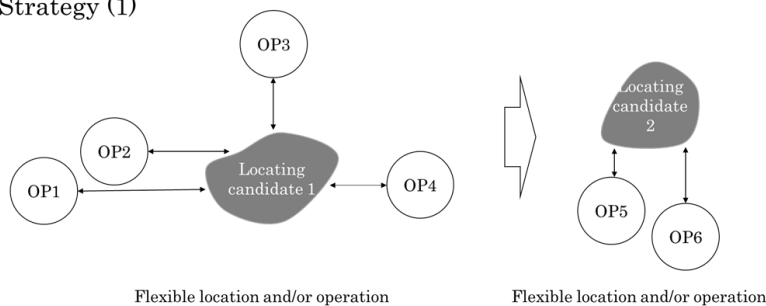 Strategy (1)
OP3
OP2
OP1
Locating
candidate 1
OP4
Locating
candidate
2
OP5
OP6
Flexible location and/or operation
Flexible location and/or operation